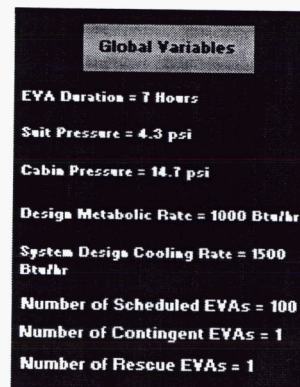 Global Variables
EVA Duration = 7 Hours
Suit Pressure = 4.3 psi
Cabin Pressure = 14.7 psi
Design Metabolic Rate = 1000 Btu/hr
System Design Cooling Rate = 1500
Btu/hr
Number of Scheduled EVAs = 100
Number of Contingent EVAs = 1
Number of Rescue EVAs = 1